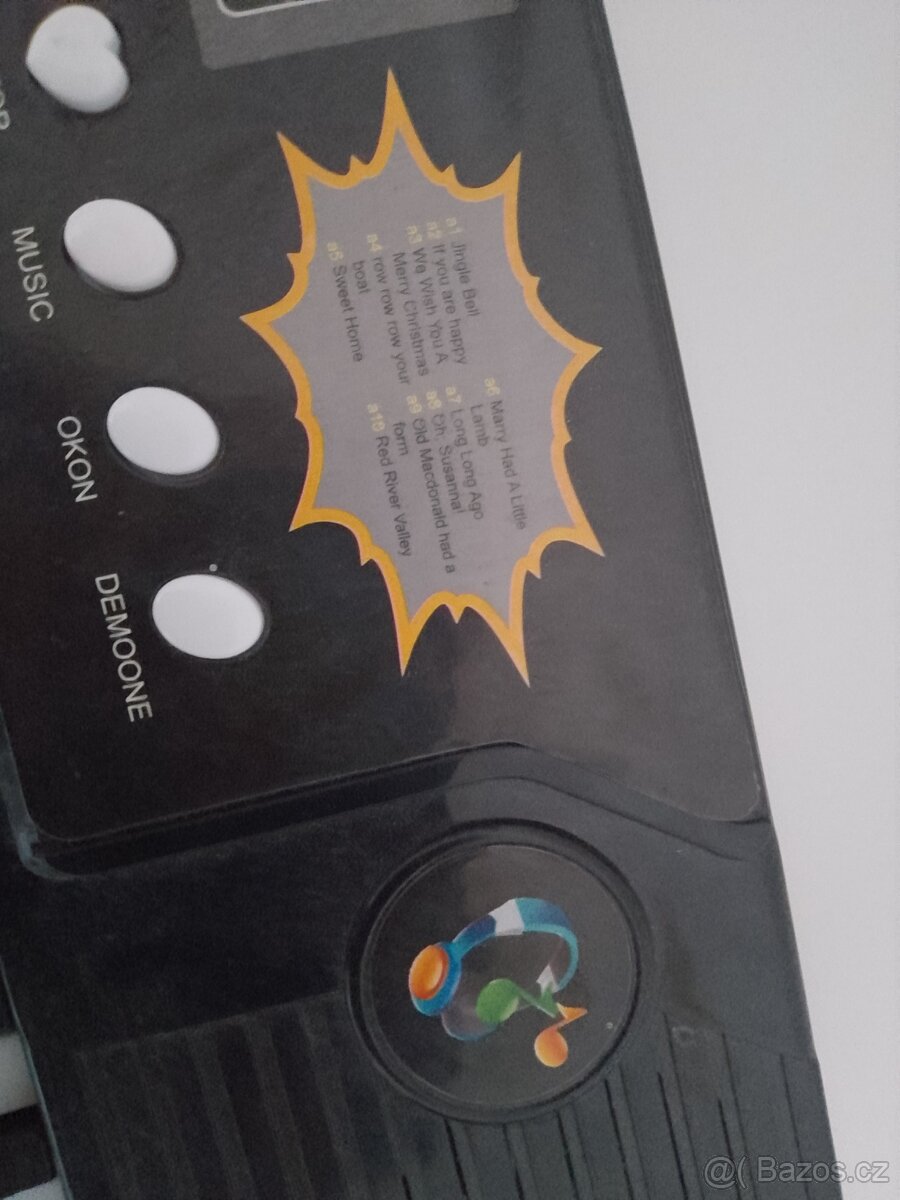 TOP
MUSIC
OKON
DEMOONE
a1 Jingle Bell
a2 If you are happy
a3 We Wish You A
Merry Christmas
a4 row row row your
boat
a5 Sweet Home
a6 Marry Had A Little
Lamb
a7 Long Long Ago
a8 Oh, Susanna!
a9 Old Macdonald had a
form
a10 Red River Valley
@( Bazos.cz